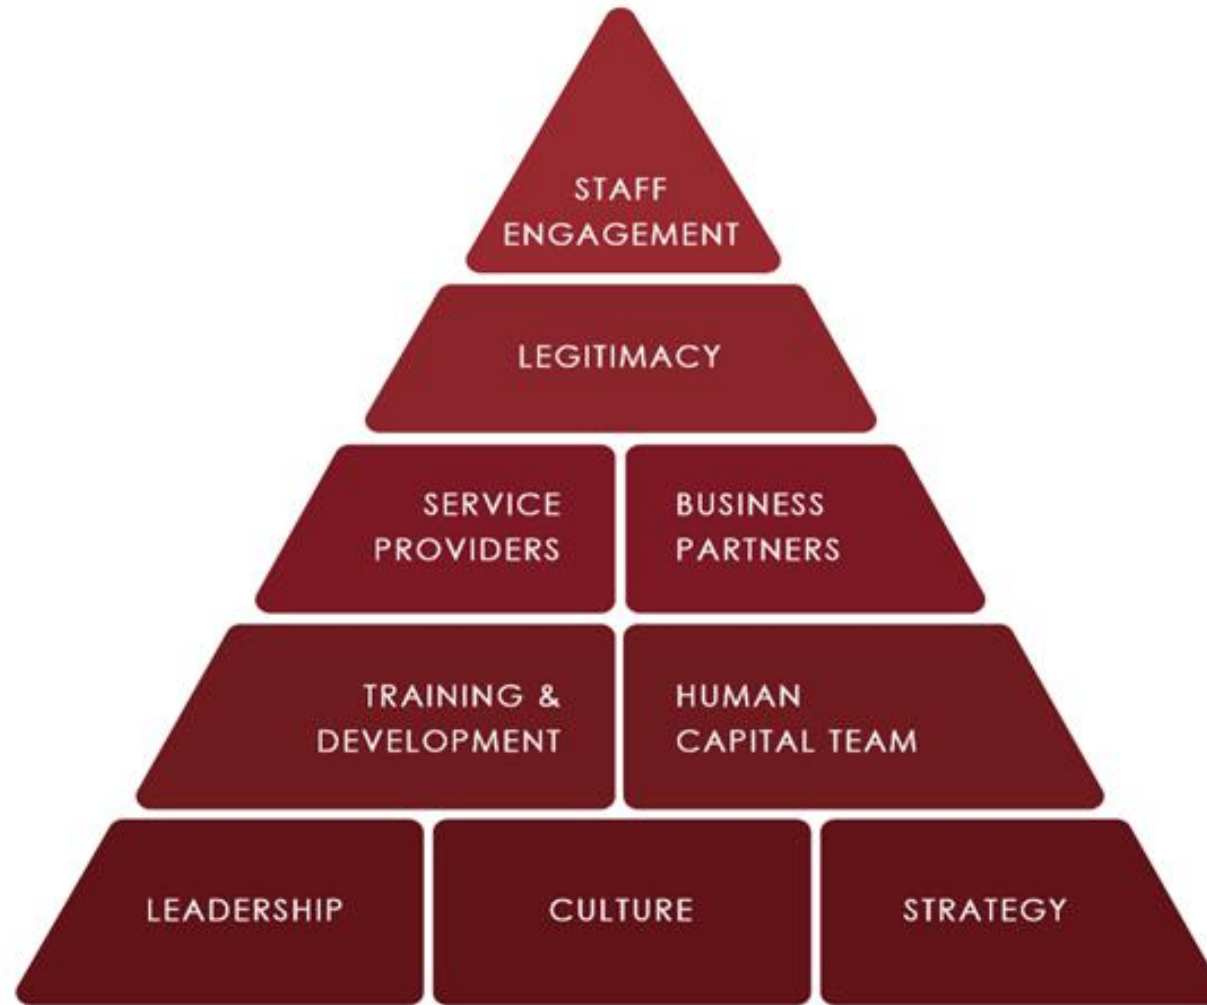 STAFF
ENGAGEMENT
LEGITIMACY
SERVICE
PROVIDERS
BUSINESS
PARTNERS
TRAINING &
DEVELOPMENT
HUMAN
CAPITAL TEAM
LEADERSHIP
CULTURE
STRATEGY